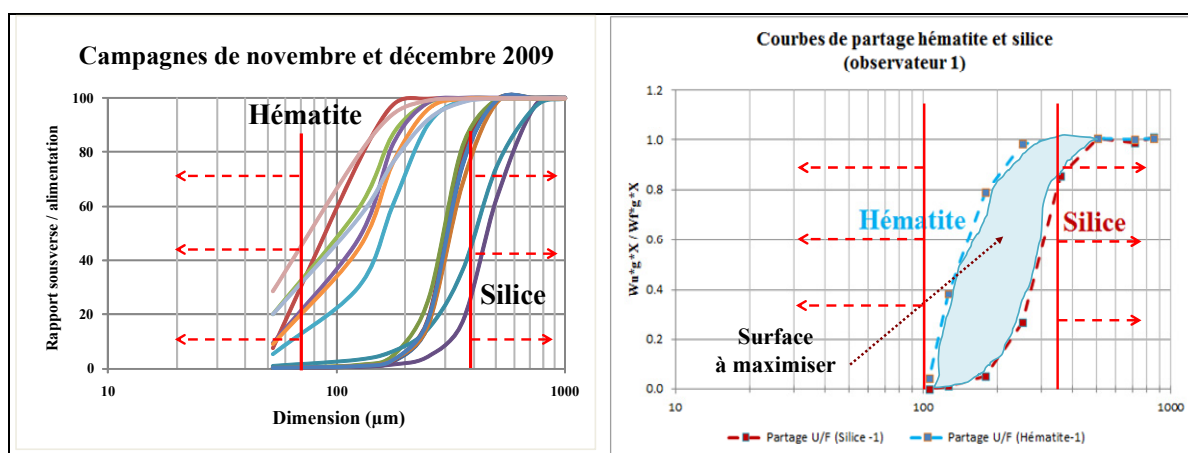 Campagnes de novembre et décembre 2009
Rapport sousverse / alimentation
100
80
60
40
20
0
Hématite
Silice
10
100
1000
Dimension (µm)
Courbes de partage hématite et silice
(observateur 1)
Wu*g*X / Wf*g*X
1.2
1.0
0.8
0.6
0.4
0.2
0.0
Hématite
Silice
Surface
à maximiser
10
100
1000
Partage U/F (Silice -1)
Partage U/F (Hématite-1)